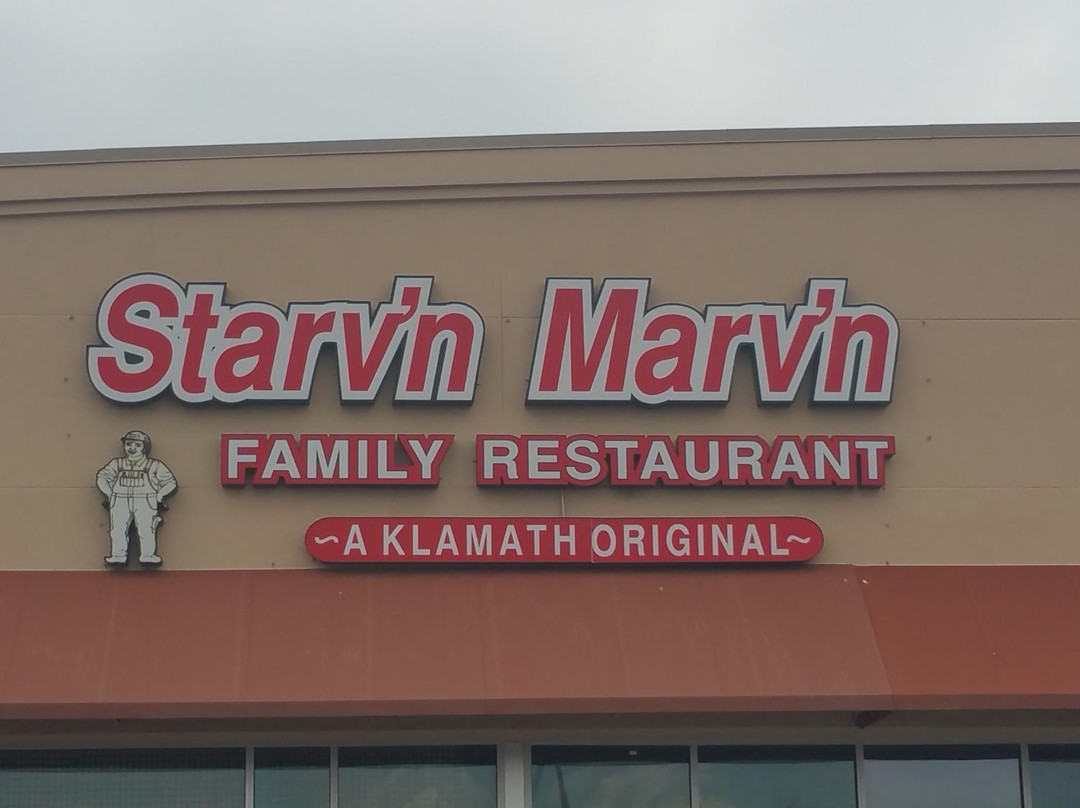 Starv'n Marv'n
FAMILY RESTAURANT
~A KLAMATH ORIGINAL~